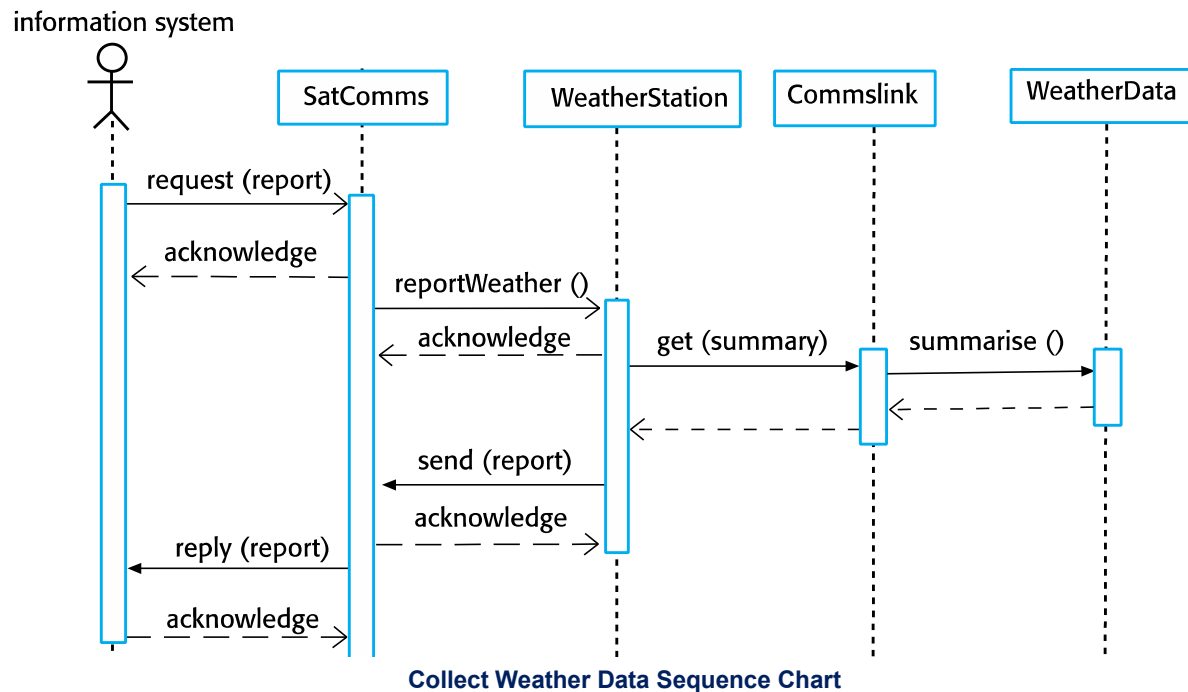 information system
SatComms
WeatherStation
Commslink
WeatherData
request (report)
acknowledge
reportWeather ()
acknowledge
get (summary)
summarise ()
send (report)
acknowledge
reply (report)
acknowledge
Collect Weather Data Sequence Chart